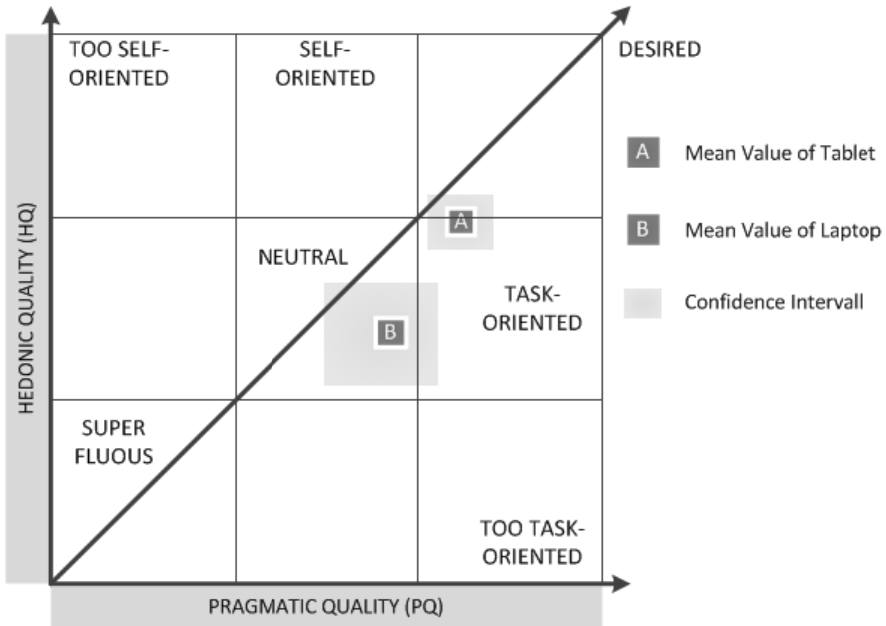 TOO SELF-
ORIENTED
SELF-
ORIENTED
DESIRED
A Mean Value of Tablet
B Mean Value of Laptop
Confidence Intervall
A
NEUTRAL
TASK-
ORIENTED
B
SUPER
FLUOUS
TOO TASK-
ORIENTED
HEDONIC QUALITY (HQ)
PRAGMATIC QUALITY (PQ)